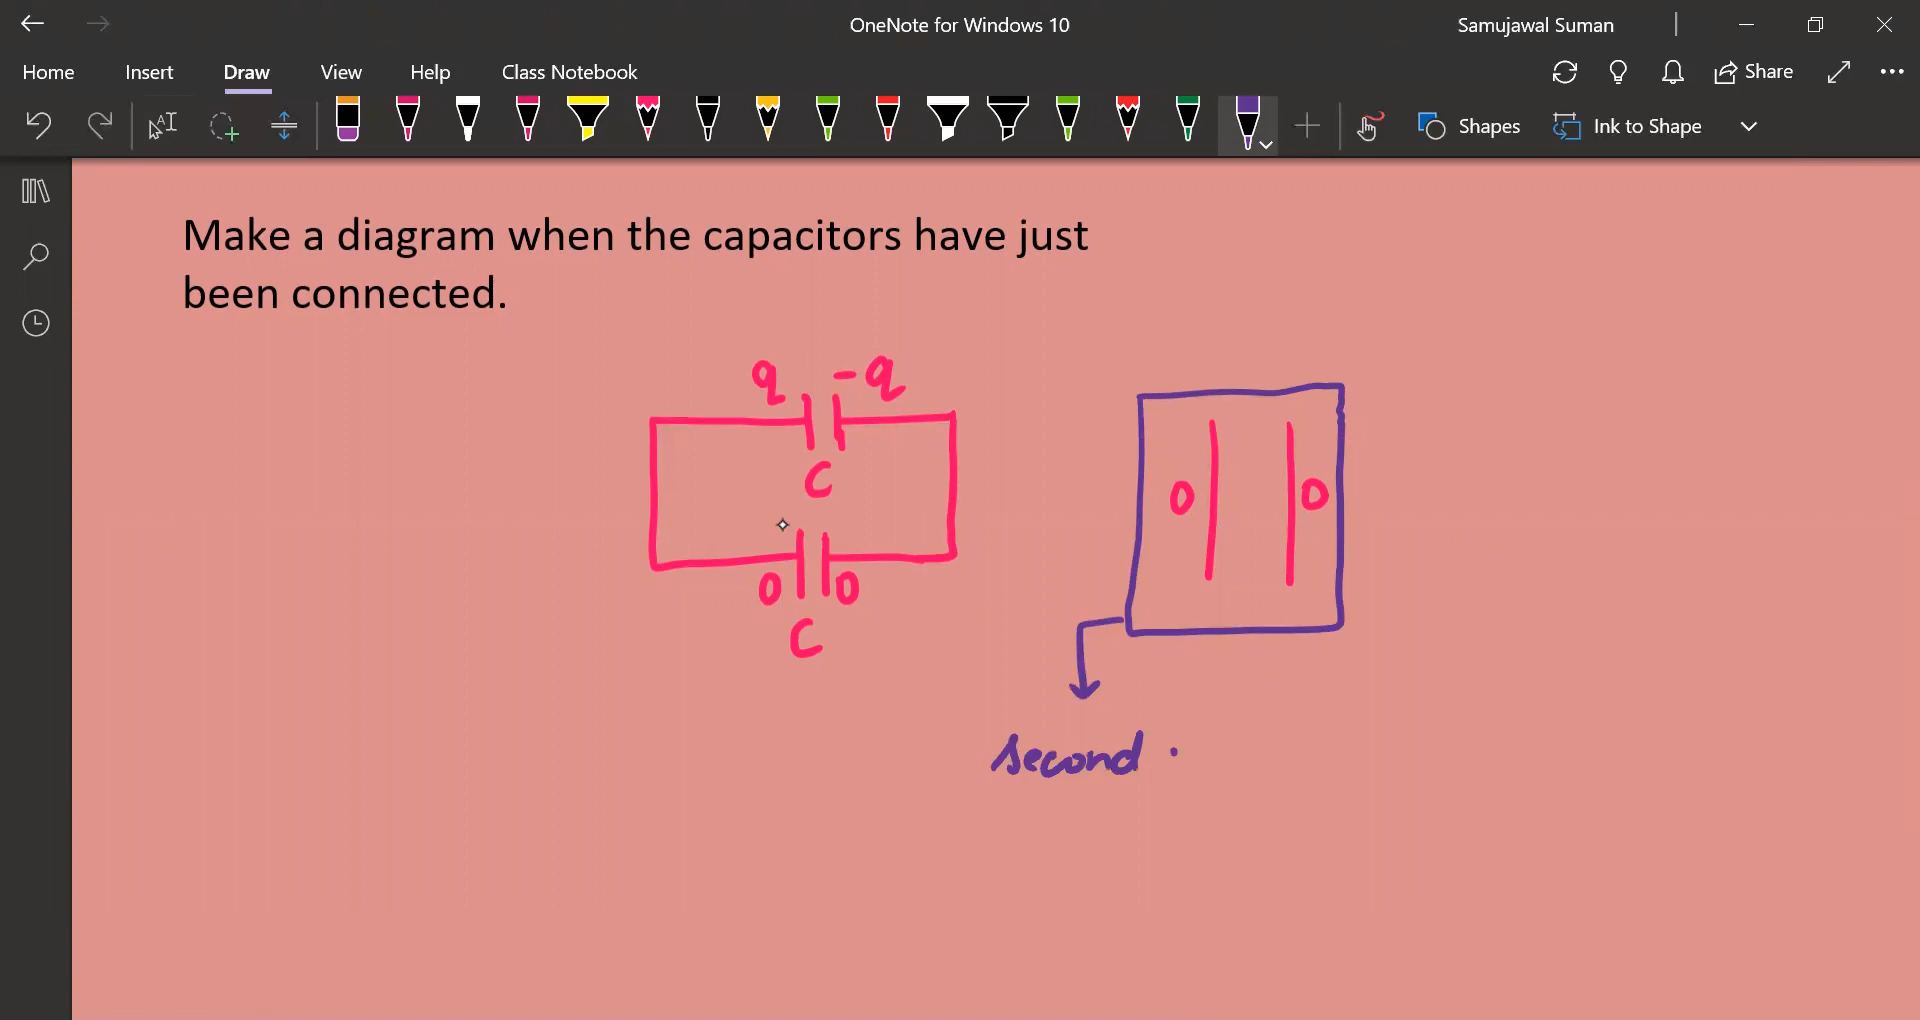 OneNote for Windows 10
Samujawal Suman
Home Insert Draw View Help Class Notebook
Share
Shapes
Ink to Shape
Make a diagram when the capacitors have just
been connected.
q -q
C
0 0
C
0 0
second